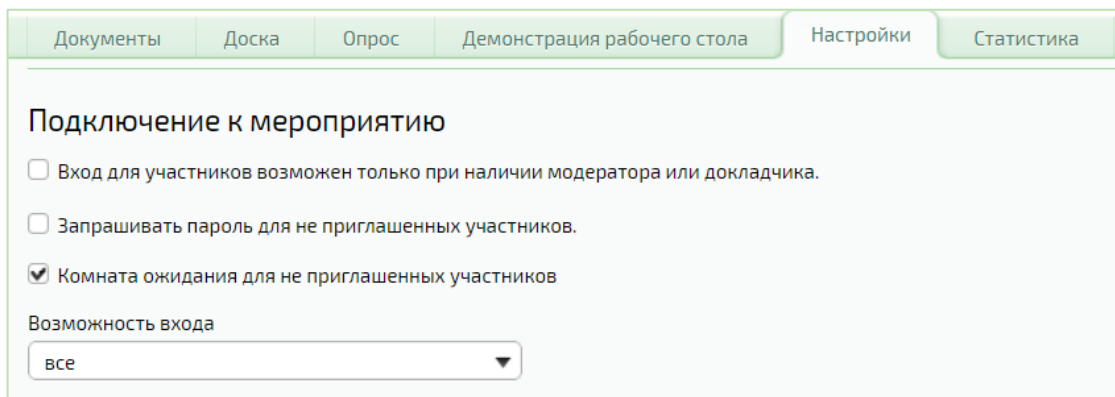 Документы Доска Опрос Демонстрация рабочего стола Настройки Статистика
Подключение к мероприятию
Вход для участников возможен только при наличии модератора или докладчика.
Запрашивать пароль для не приглашенных участников.
Комната ожидания для не приглашенных участников
Возможность входа
все